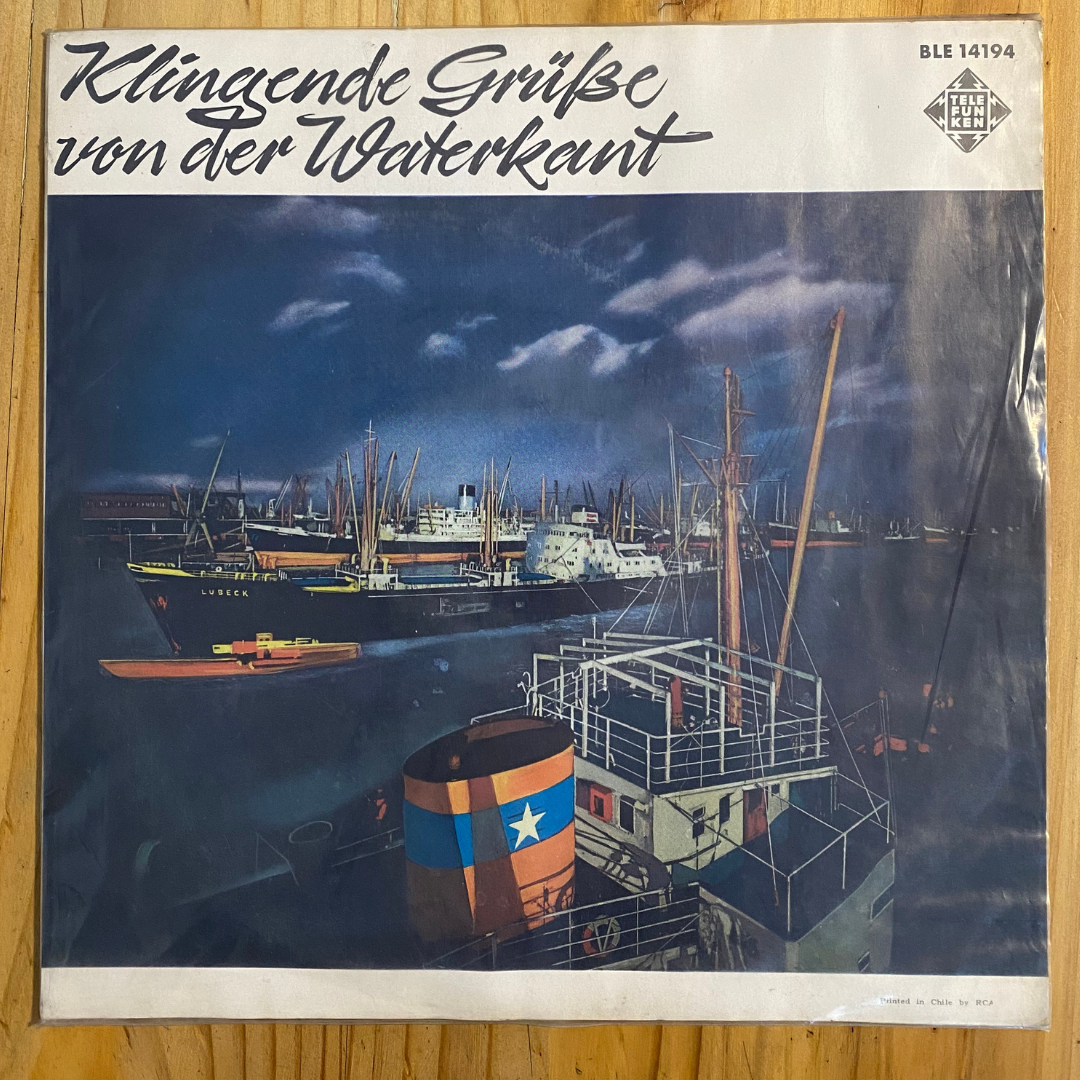 Klingende Grüße
von der Waterkant
BLE 14194
TELE
FUN
KEN
LUBECK
Printed in Chile by RCA